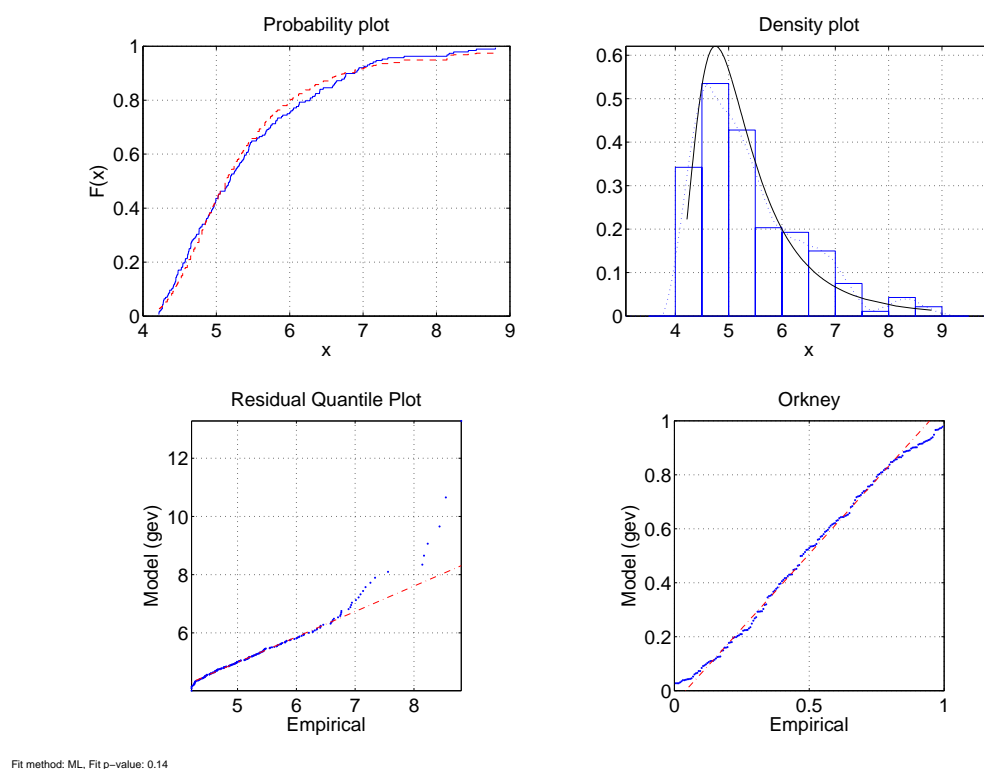 Probability plot
F(x)
1
0.8
0.6
0.4
0.2
0
4 5 6 7 8 9
x
Density plot
0.6
0.5
0.4
0.3
0.2
0.1
0
4 5 6 7 8 9
x
Residual Quantile Plot
Model (gev)
12
10
8
6
5 6 7 8
Empirical
Orkney
Model (gev)
1
0.8
0.6
0.4
0.2
0
0 0.5 1
Empirical
Fit method: ML, Fit p−value: 0.14